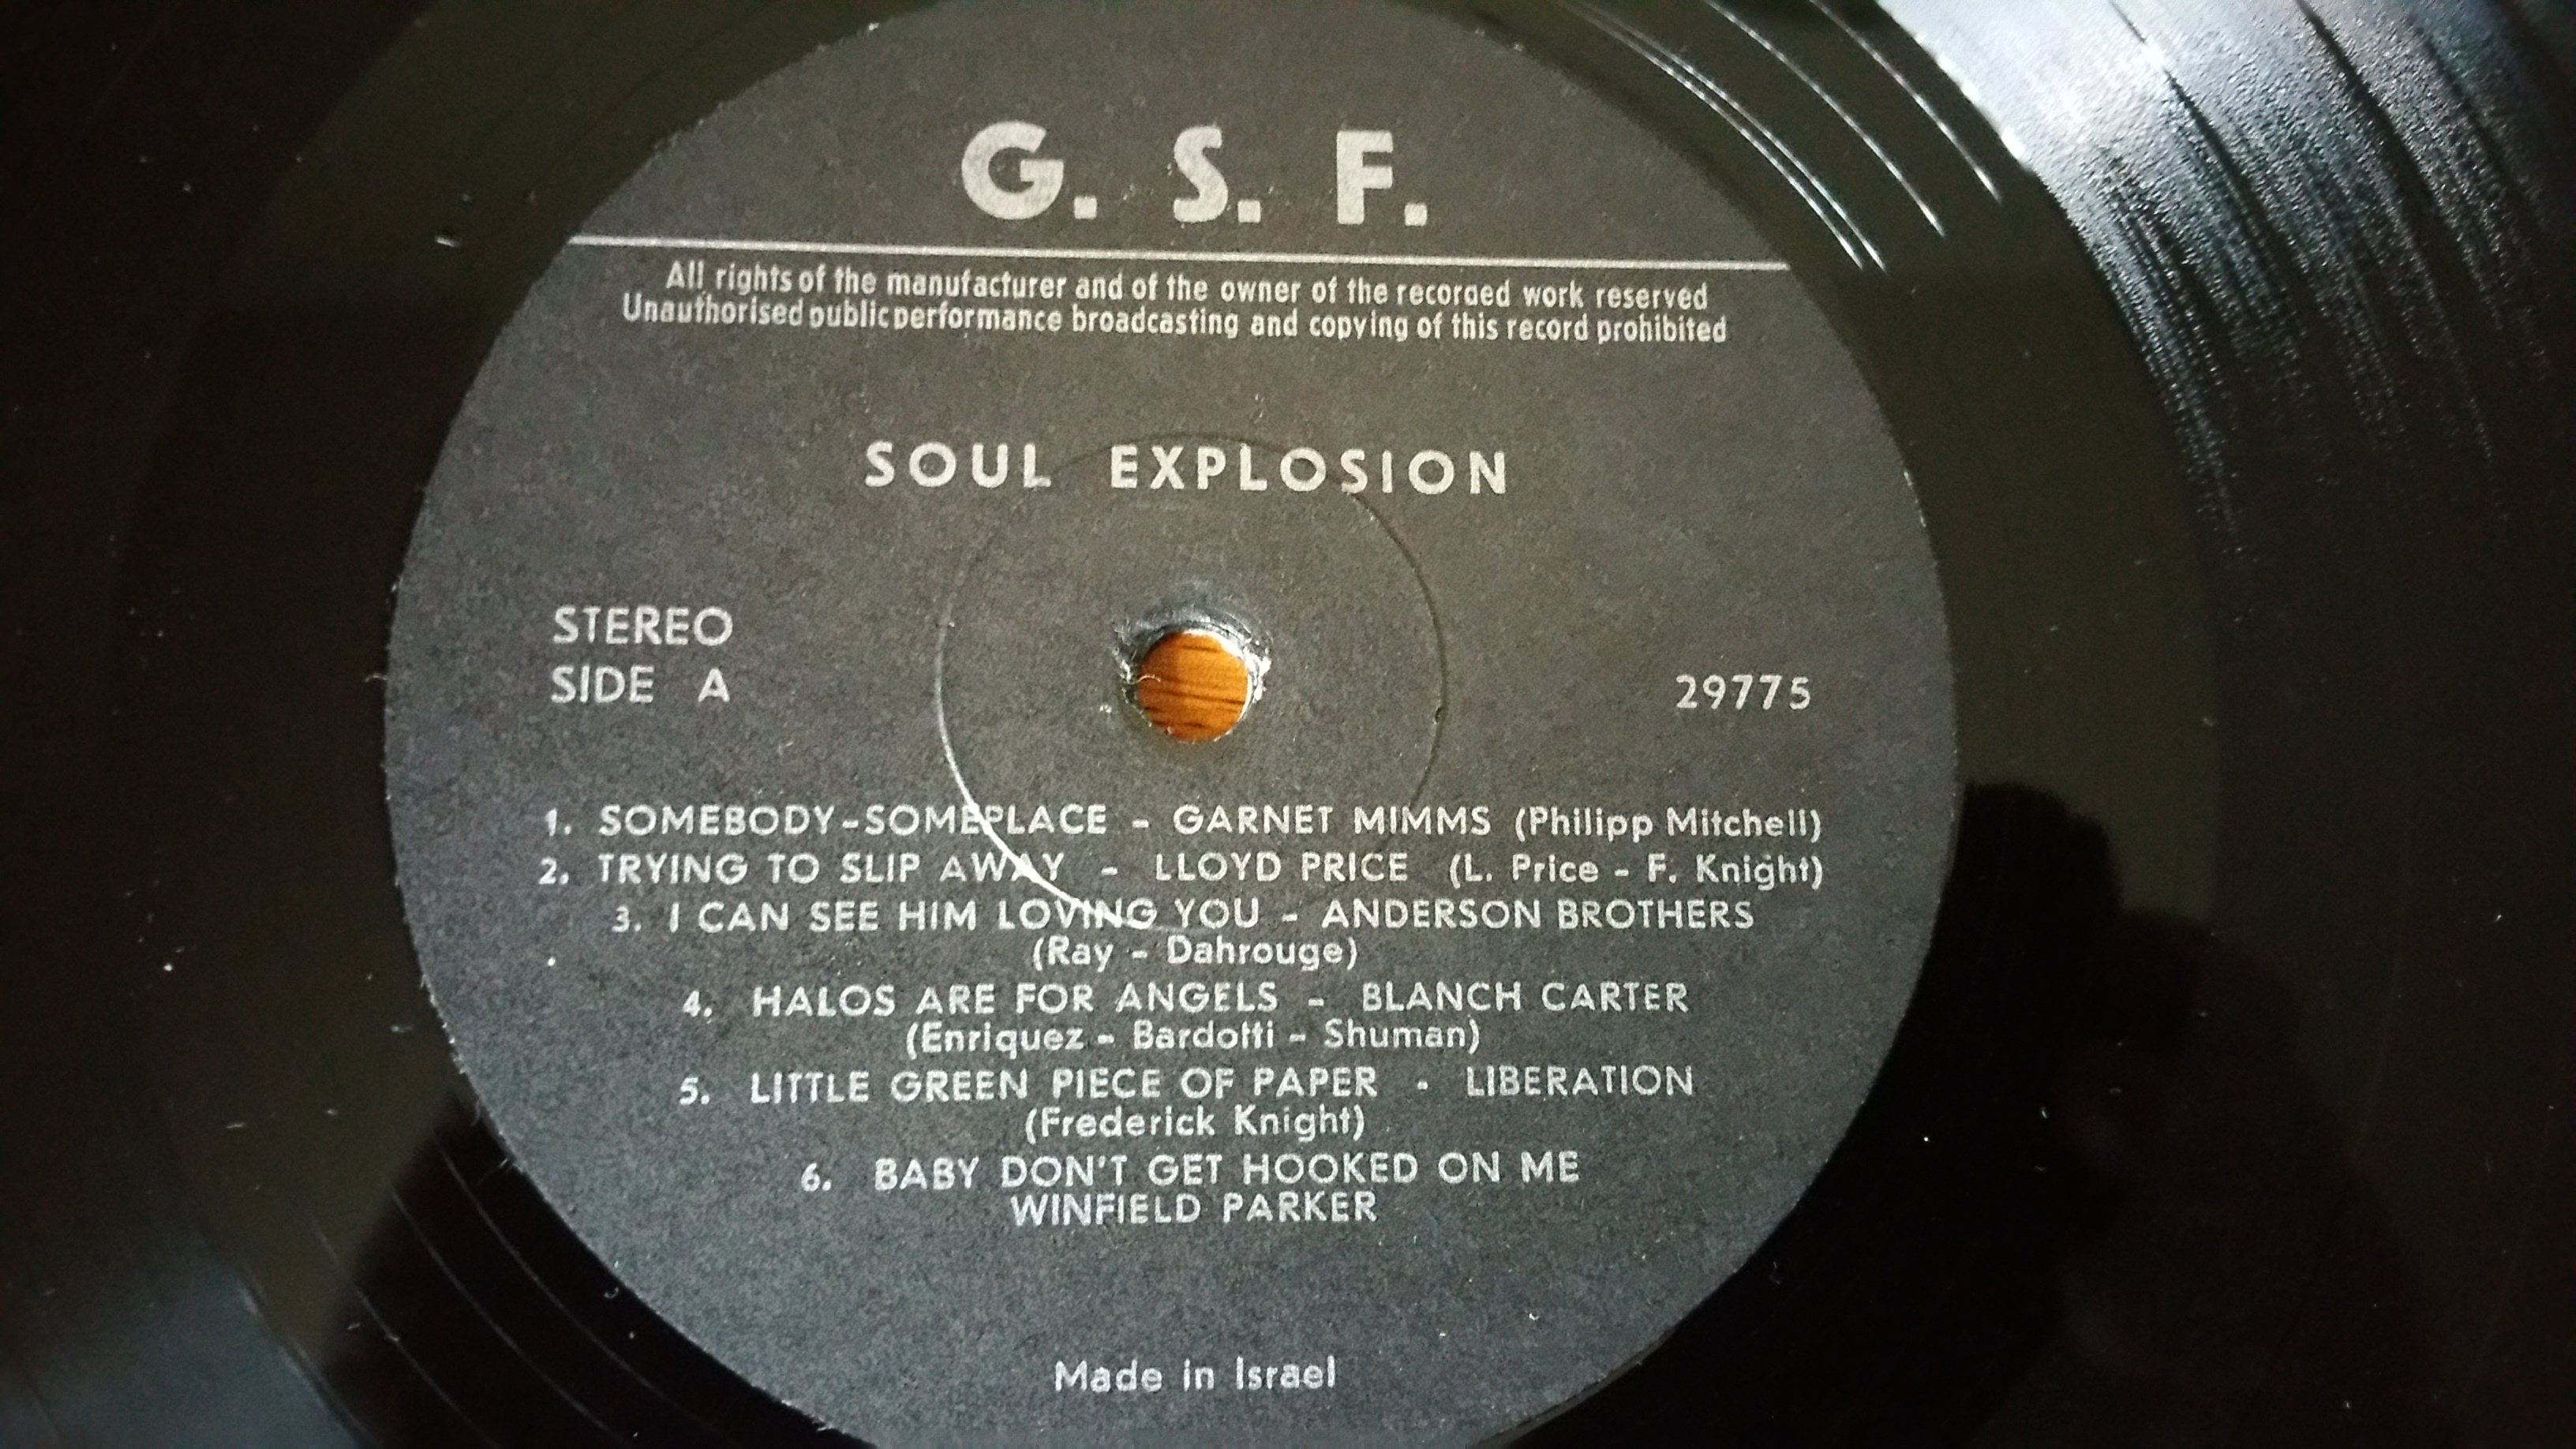 G. S. F.
All rights of the manufacturer and of the owner of the recorded work reserved
Unauthorised public performance broadcasting and copying of this record prohibited
SOUL EXPLOSION
STEREO
SIDE A
29775
1. SOMEBODY-SOMEPLACE - GARNET MIMMS (Philipp Mitchell)
2. TRYING TO SLIP AWAY - LLOYD PRICE (L. Price - F. Knight)
3. I CAN SEE HIM LOVING YOU - ANDERSON BROTHERS
(Ray - Dahrouge)
4. HALOS ARE FOR ANGELS - BLANCH CARTER
(Enriquez - Bardotti - Shuman)
5. LITTLE GREEN PIECE OF PAPER - LIBERATION
(Frederick Knight)
6. BABY DON'T GET HOOKED ON ME
WINFIELD PARKER
Made in Israel